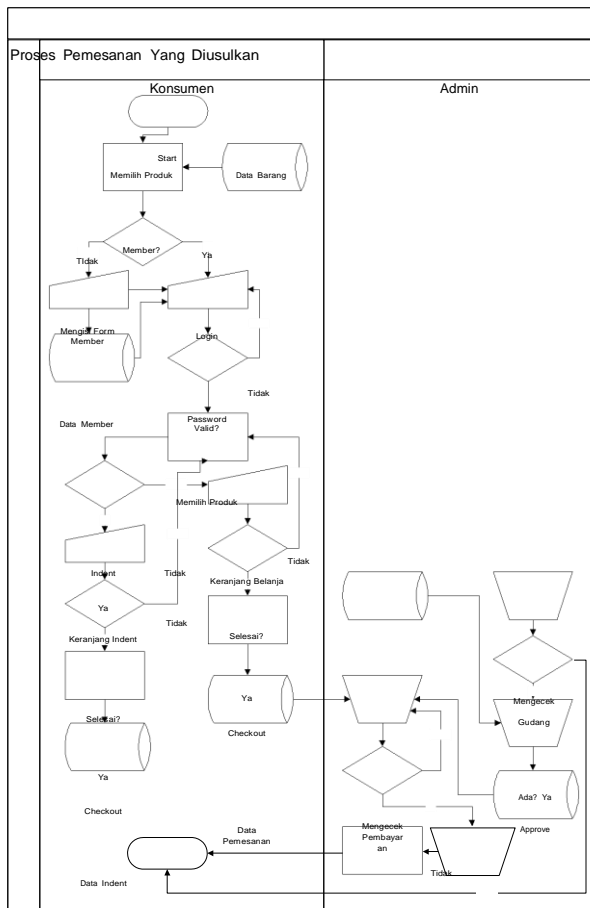 Proses Pemesanan Yang Diusulkan
Konsumen
Admin
Start
Memilih Produk
Data Barang
Member?
TIdak
Ya
Mengisi Form
Member
Login
Tidak
Data Member
Password
Valid?
Memilih Produk
Indent
Tidak
Tidak
Keranjang Belanja
Ya
Tidak
Keranjang Indent
Selesai?
Mengecek
Gudang
Selesai?
Ya
Checkout
Ya
Ada? Ya
Checkout
Approve
Data
Pemesanan
Mengecek
Pembayar
an
Tidak
Data Indent